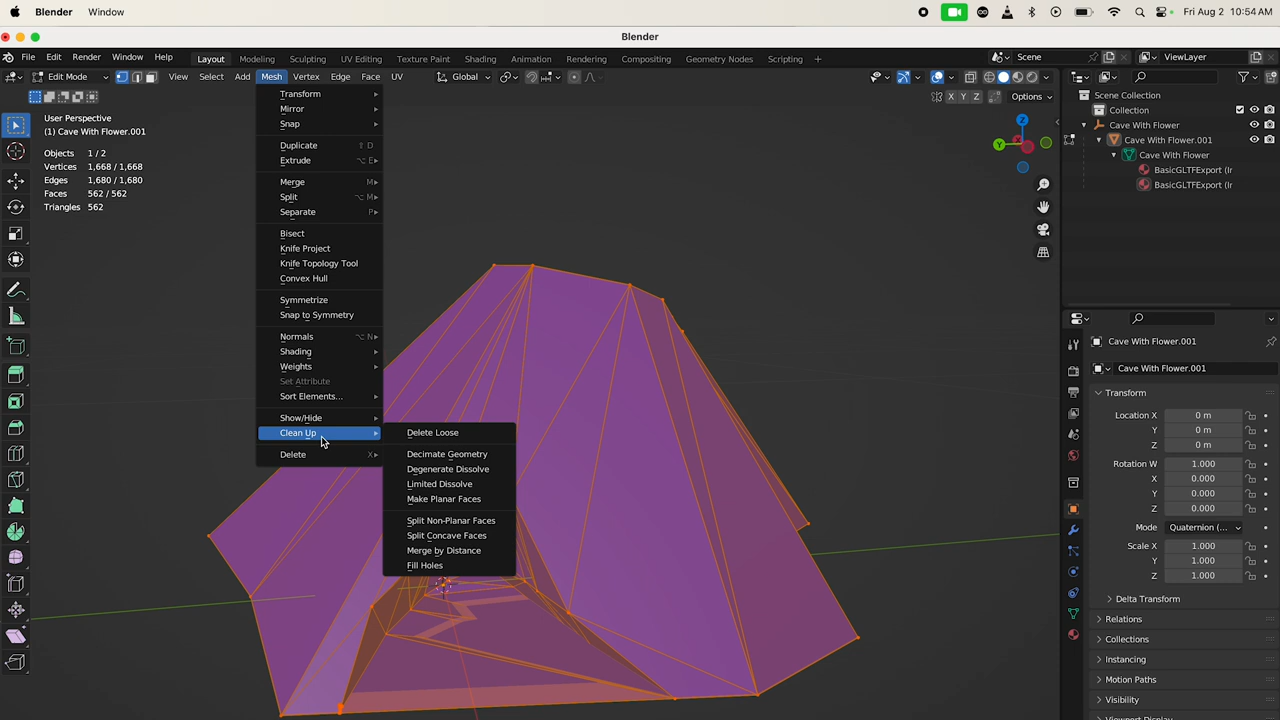 Blender Window Fri Aug 2 10:54 AM
Blender
File Edit Render Window Help Layout Modeling Sculpting UV Editing Texture Paint Shading Animation Rendering Compositing Geometry Nodes Scripting + Scene ViewLayer
Edit Mode View Select Add Mesh Vertex Edge Face UV Global
X Y Z Options
User Perspective
(1) Cave With Flower.001
Objects 1 / 2
Vertices 1,668 / 1,668
Edges 1,680 / 1,680
Faces 562 / 562
Triangles 562
Transform
Mirror
Snap
Duplicate ⇧ D
Extrude ⌥ E
Merge M
Split ⌥ M
Separate P
Bisect
Knife Project
Knife Topology Tool
Convex Hull
Symmetrize
Snap to Symmetry
Normals ⌥ N
Shading
Weights
Set Attribute
Sort Elements...
Show/Hide
Clean Up
Delete X
Delete Loose
Decimate Geometry
Degenerate Dissolve
Limited Dissolve
Make Planar Faces
Split Non-Planar Faces
Split Concave Faces
Merge by Distance
Fill Holes
Z
Y
Scene Collection
Collection
Cave With Flower
Cave With Flower.001
Cave With Flower
BasicGLTFExport (Ir
BasicGLTFExport (Ir
Cave With Flower.001
Cave With Flower.001
Transform
Location X 0 m
Y 0 m
Z 0 m
Rotation W 1.000
X 0.000
Y 0.000
Z 0.000
Mode Quaternion (...
Scale X 1.000
Y 1.000
Z 1.000
Delta Transform
Relations
Collections
Instancing
Motion Paths
Visibility
Viewport Display